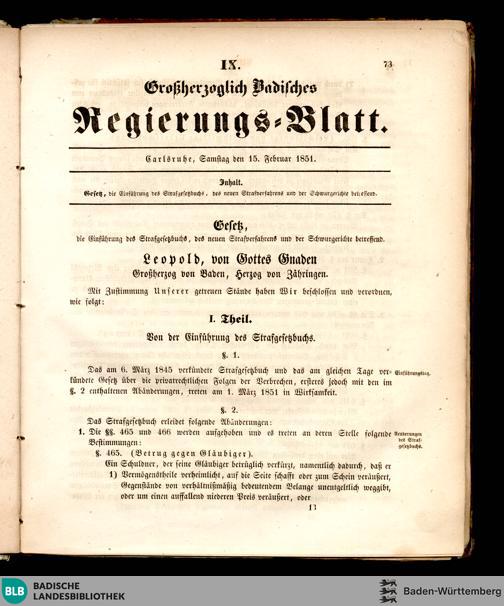 IX.
73
Großherzoglich Badisches
Regierungs-Blatt.
Carlsruhe, Samstag den 15. Februar 1851.
Inhalt.
Gesetz, die Einführung des Strafgesetzbuchs, des neuen Strafverfahrens und der Schwurgerichte betreffend.
Gesetz,
die Einführung des Strafgesetzbuchs, des neuen Strafverfahrens und der Schwurgerichte betreffend.
Leopold, von Gottes Gnaden
Großherzog von Baden, Herzog von Zähringen.
Mit Zustimmung Unserer getreuen Stände haben Wir beschlossen und verordnen,
wie folgt:
I. Theil.
Von der Einführung des Strafgesetzbuchs.
§. 1.
Das am 6. März 1845 verkündete Strafgesetzbuch und das am gleichen Tage ver- Einführungstag.
kündete Gesetz über die privatrechtlichen Folgen der Verbrechen, ersteres jedoch mit den im
§. 2 enthaltenen Abänderungen, treten am 1. März 1851 in Wirksamkeit.
§. 2.
Das Strafgesetzbuch erleidet folgende Abänderungen:
1. Die §§. 465 und 466 werden aufgehoben und es treten an deren Stelle folgende Aenderungen
Bestimmungen: des Straf-
gesetzbuchs.
§. 465. (Betrug gegen Gläubiger).
Ein Schuldner, der seine Gläubiger betrüglich verkürzt, namentlich dadurch, daß er
1) Vermögenstheile verheimlicht, auf die Seite schafft oder zum Schein veräußert,
Gegenstände von verhältnißmäßig bedeutendem Belange unentgeltlich weggibt,
oder um einen auffallend niederen Preis veräußert, oder
13
BLB
BADISCHE
LANDESBIBLIOTHEK
Baden-Württemberg